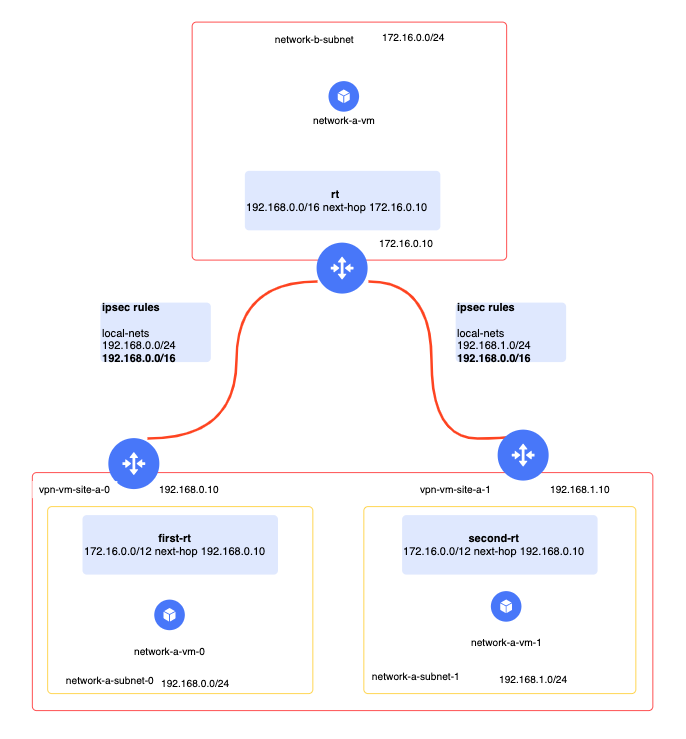 network-b-subnet 172.16.0.0/24
network-a-vm
rt
192.168.0.0/16 next-hop 172.16.0.10
172.16.0.10
ipsec rules
local-nets
192.168.0.0/24
192.168.0.0/16
ipsec rules
local-nets
192.168.1.0/24
192.168.0.0/16
vpn-vm-site-a-0 192.168.0.10
vpn-vm-site-a-1 192.168.1.10
first-rt
172.16.0.0/12 next-hop 192.168.0.10
network-a-vm-0
network-a-subnet-0 192.168.0.0/24
second-rt
172.16.0.0/12 next-hop 192.168.0.10
network-a-vm-1
network-a-subnet-1 192.168.1.0/24